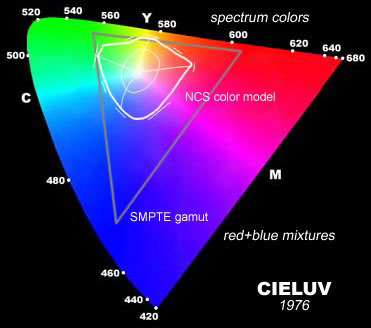 520
540
560
Y
580
spectrum colors
600
620
640
680
500
C
NCS color model
M
480
SMPTE gamut
red+blue mixtures
460
CIELUV
1976
440
420